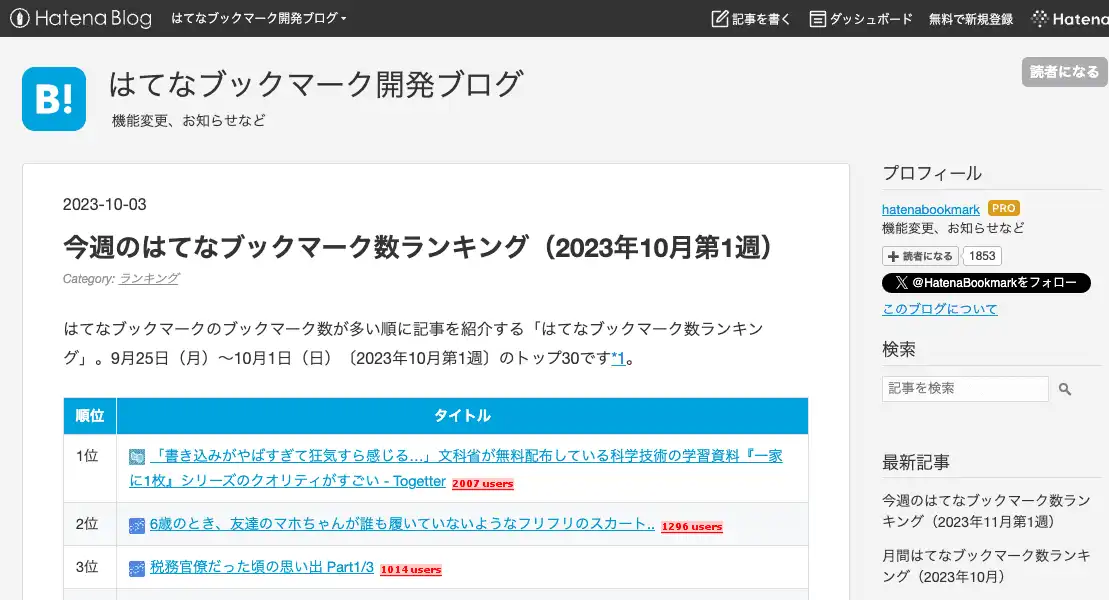 Hatena Blog はてなブックマーク開発ブログ 記事を書く ダッシュボード 無料で新規登録 Hatena
B!
はてなブックマーク開発ブログ
機能変更、お知らせなど
読者になる
2023-10-03
今週のはてなブックマーク数ランキング（2023年10月第1週）
Category: ランキング
はてなブックマークのブックマーク数が多い順に記事を紹介する「はてなブックマーク数ランキン
グ」。9月25日（月）〜10月1日（日）〔2023年10月第1週〕のトップ30です*1。
順位 タイトル
1位 「書き込みがやばすぎて狂気すら感じる…」文科省が無料配布している科学技術の学習資料『一家
に1枚』シリーズのクオリティがすごい - Togetter 2007 users
2位 6歳のとき、友達のマホちゃんが誰も履いていないようなフリフリのスカート.. 1296 users
3位 税務官僚だった頃の思い出 Part1/3 1014 users
プロフィール
hatenabookmark PRO
機能変更、お知らせなど
読者になる 1853
@HatenaBookmarkをフォロー
このブログについて
検索
記事を検索
最新記事
今週のはてなブックマーク数ラン
キング（2023年11月第1週）
月間はてなブックマーク数ランキ
ング（2023年10月）